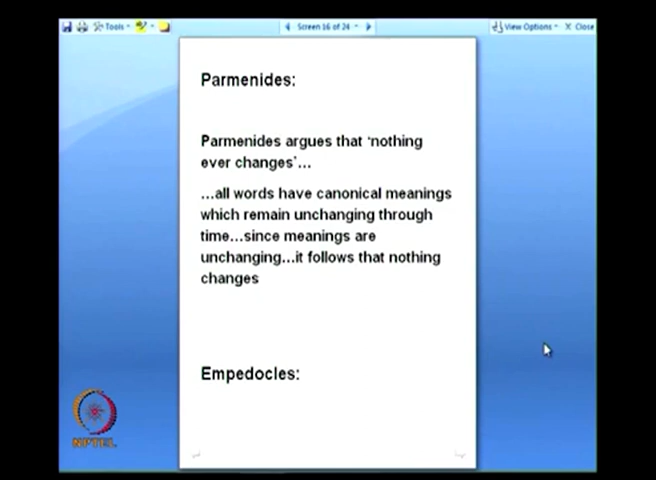 Tools
Screen 16 of 24
View Options
Close
Parmenides:
Parmenides argues that ‘nothing
ever changes’...
...all words have canonical meanings
which remain unchanging through
time...since meanings are
unchanging...it follows that nothing
changes
Empedocles:
NPTEL